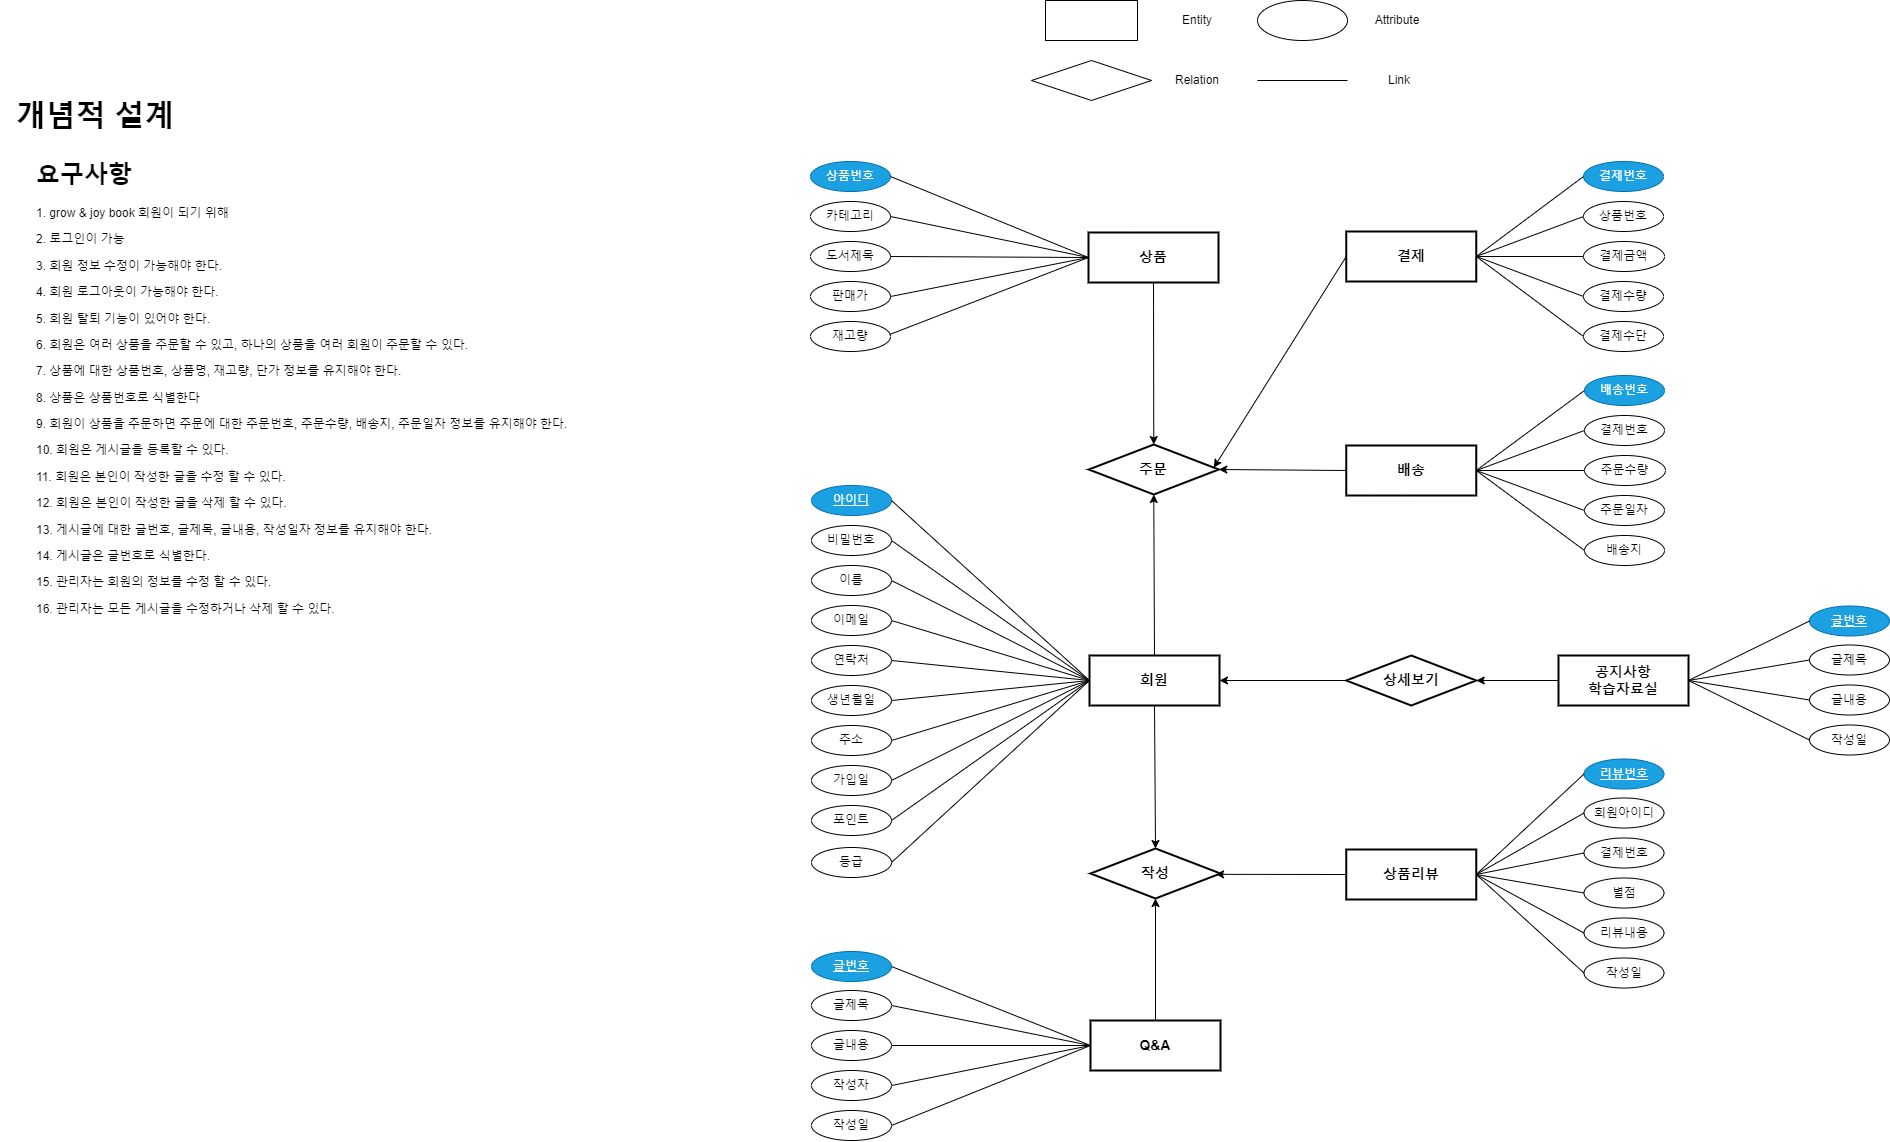 Entity
Attribute
Relation
Link
개념적 설계
요구사항
1. grow & joy book 회원이 되기 위해
2. 로그인이 가능
3. 회원 정보 수정이 가능해야 한다.
4. 회원 로그아웃이 가능해야 한다.
5. 회원 탈퇴 기능이 있어야 한다.
6. 회원은 여러 상품을 주문할 수 있고, 하나의 상품을 여러 회원이 주문할 수 있다.
7. 상품에 대한 상품번호, 상품명, 재고량, 단가 정보를 유지해야 한다.
8. 상품은 상품번호로 식별한다
9. 회원이 상품을 주문하면 주문에 대한 주문번호, 주문수량, 배송지, 주문일자 정보를 유지해야 한다.
10. 회원은 게시글을 등록할 수 있다.
11. 회원은 본인이 작성한 글을 수정 할 수 있다.
12. 회원은 본인이 작성한 글을 삭제 할 수 있다.
13. 게시글에 대한 글번호, 글제목, 글내용, 작성일자 정보를 유지해야 한다.
14. 게시글은 글번호로 식별한다.
15. 관리자는 회원의 정보를 수정 할 수 있다.
16. 관리자는 모든 게시글을 수정하거나 삭제 할 수 있다.
상품번호
카테고리
도서제목
판매가
재고량
상품
결제
결제번호
상품번호
결제금액
결제수량
결제수단
주문
배송
배송번호
결제번호
주문수량
주문일자
배송지
아이디
비밀번호
이름
이메일
연락처
생년월일
주소
가입일
포인트
등급
회원
상세보기
공지사항
학습자료실
글번호
글제목
글내용
작성일
작성
상품리뷰
리뷰번호
회원아이디
결제번호
별점
리뷰내용
작성일
글번호
글제목
글내용
작성자
작성일
Q&A